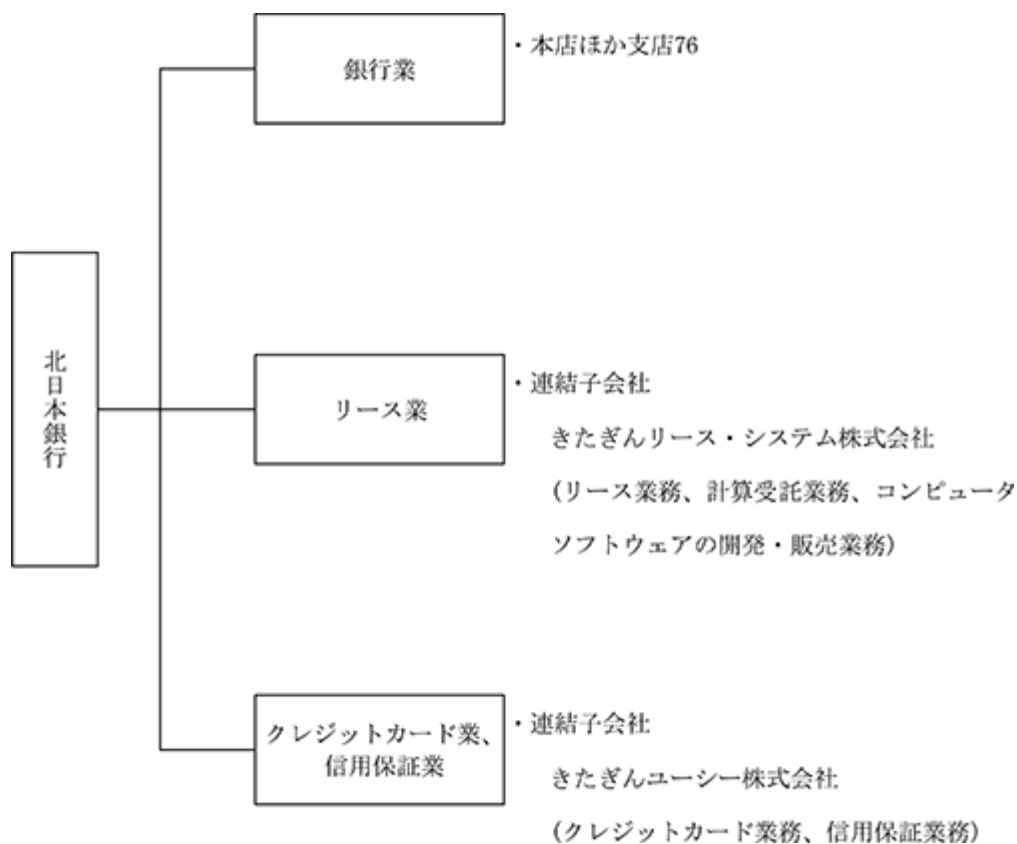 銀行業
・本店ほか支店76
北日本銀行
リース業
・連結子会社
きたぎんリース・システム株式会社
(リース業務、計算受託業務、コンピュータ
ソフトウェアの開発・販売業務)
クレジットカード業、
信用保証業
・連結子会社
きたぎんユーシー株式会社
(クレジットカード業務、信用保証業務)